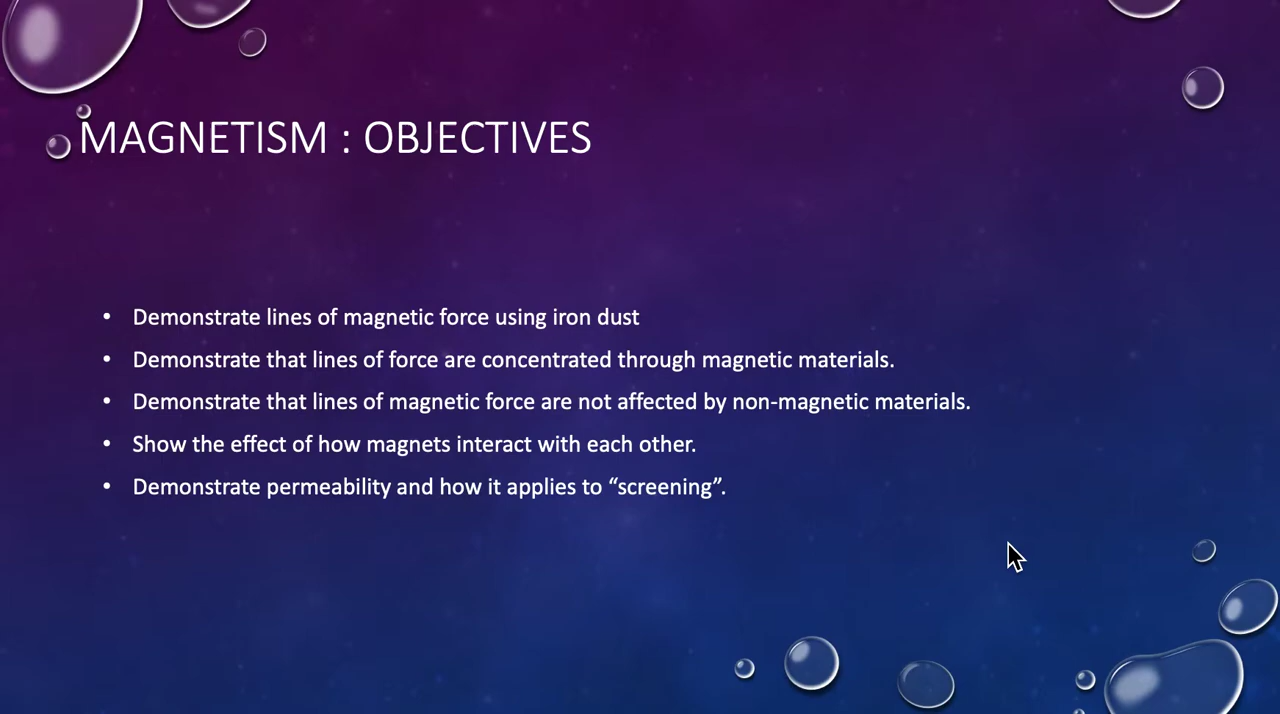 MAGNETISM : OBJECTIVES
• Demonstrate lines of magnetic force using iron dust
• Demonstrate that lines of force are concentrated through magnetic materials.
• Demonstrate that lines of magnetic force are not affected by non-magnetic materials.
• Show the effect of how magnets interact with each other.
• Demonstrate permeability and how it applies to “screening”.